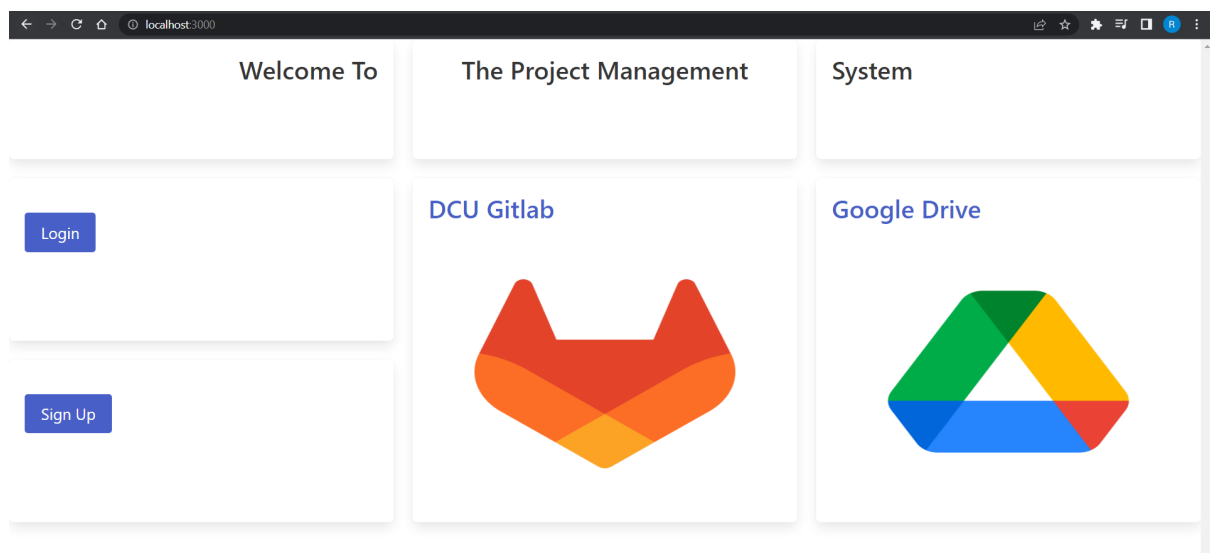 localhost:3000
R
Welcome To
The Project Management
System
Login
DCU Gitlab
Google Drive
Sign Up